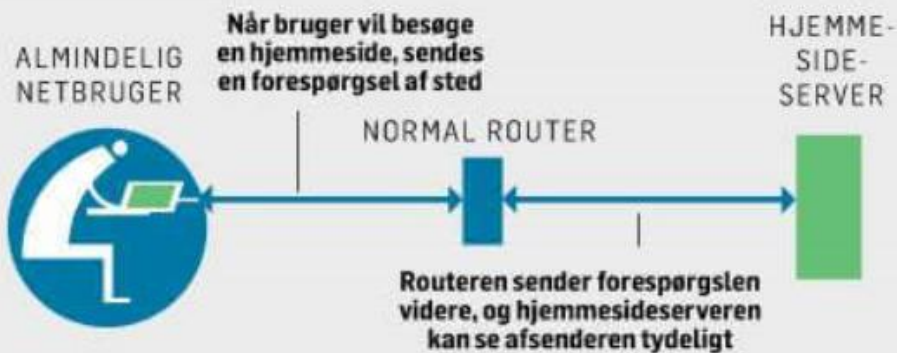 Når bruger vil besøge
en hjemmeside, sendes
en forespørgsel af sted
ALMINDELIG
NETBRUGER
HJEMME-
SIDE-
SERVER
NORMAL ROUTER
Routeren sender forespørgslen
videre, og hjemmesideserveren
kan se afsenderen tydeligt